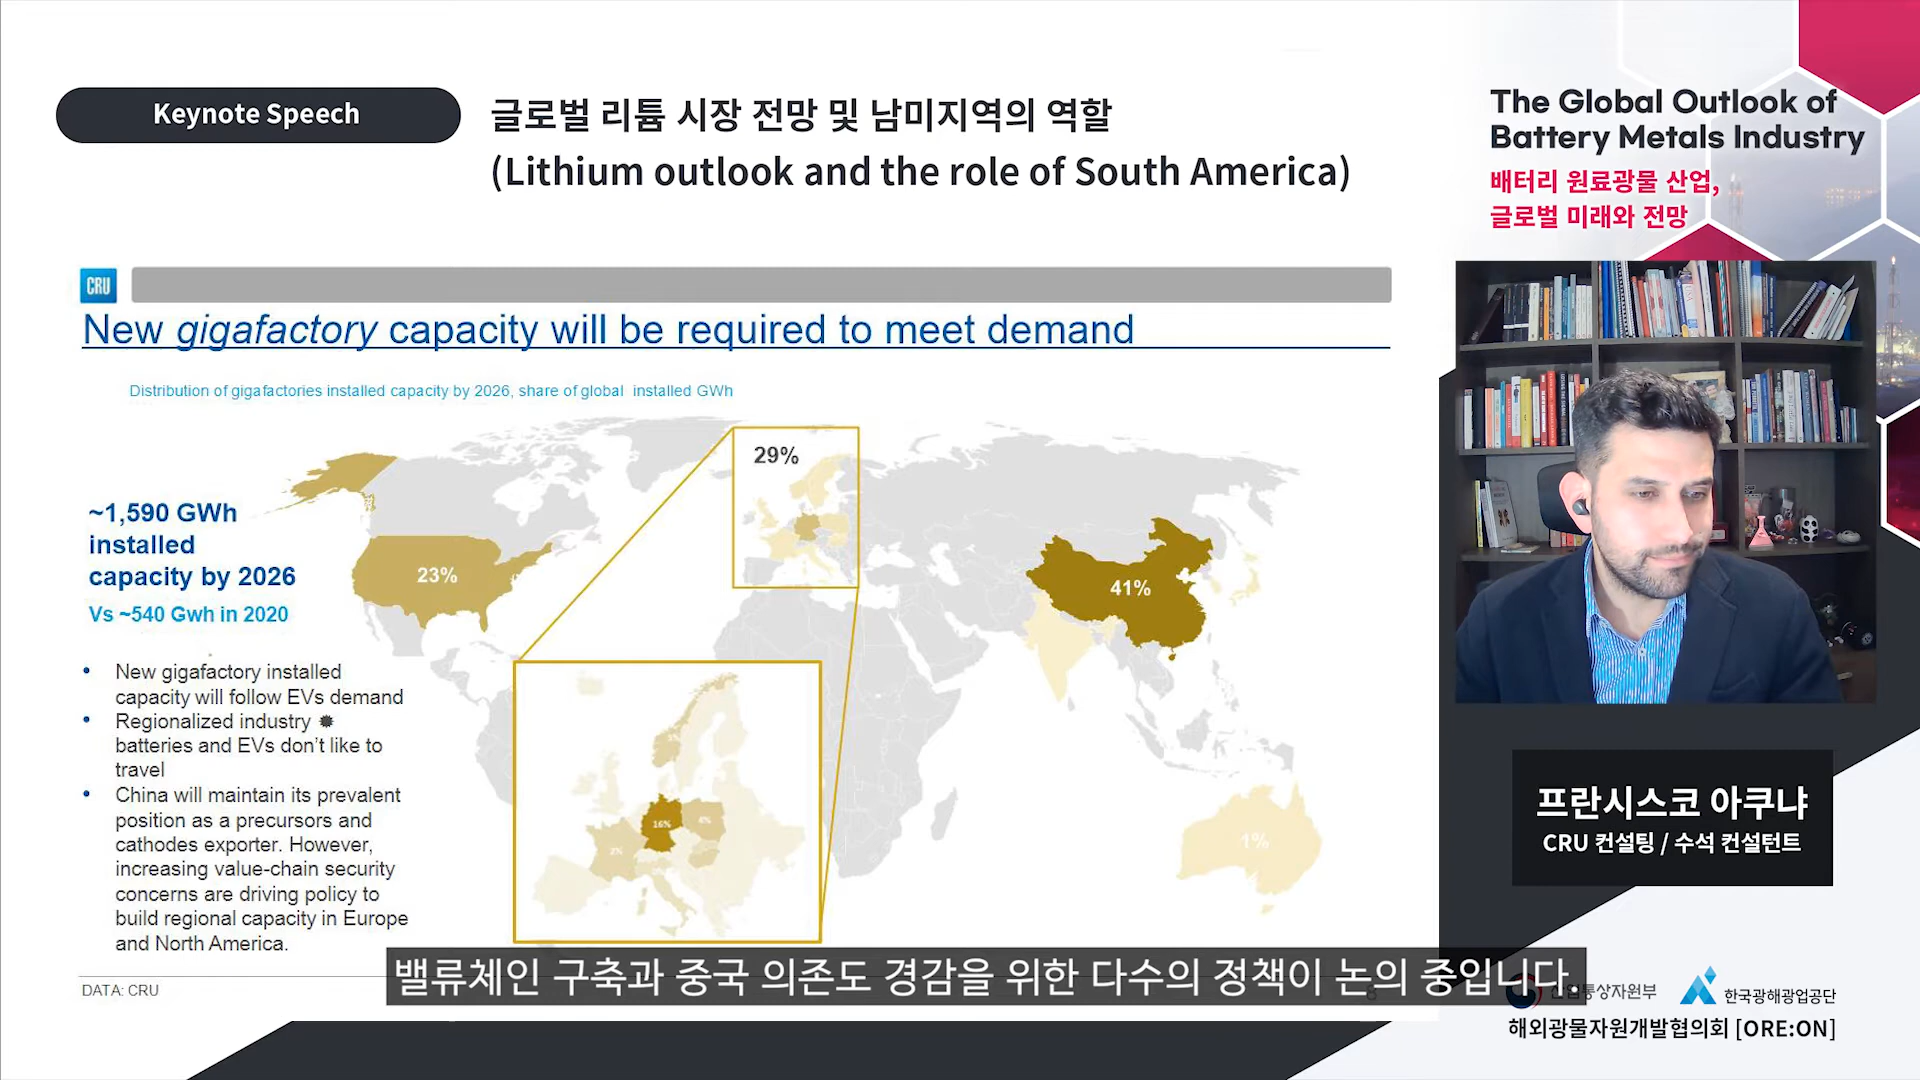 Keynote Speech
글로벌 리튬 시장 전망 및 남미지역의 역할
(Lithium outlook and the role of South America)
The Global Outlook of
Battery Metals Industry
배터리 원료광물 산업,
글로벌 미래와 전망
CRU
New gigafactory capacity will be required to meet demand
Distribution of gigafactories installed capacity by 2026, share of global installed GWh
29%
~1,590 GWh
installed
capacity by 2026
Vs ~540 Gwh in 2020
23%
41%
• New gigafactory installed
capacity will follow EVs demand
• Regionalized industry
batteries and EVs don't like to
travel
• China will maintain its prevalent
position as a precursors and
cathodes exporter. However,
increasing value-chain security
concerns are driving policy to
build regional capacity in Europe
and North America.
16%
4%
2%
1%
프란시스코 아쿠냐
CRU 컨설팅 / 수석 컨설턴트
밸류체인 구축과 중국 의존도 경감을 위한 다수의 정책이 논의 중입니다
DATA: CRU
8
산업통상자원부
한국광해광업공단
해외광물자원개발협의회 [ORE:ON]